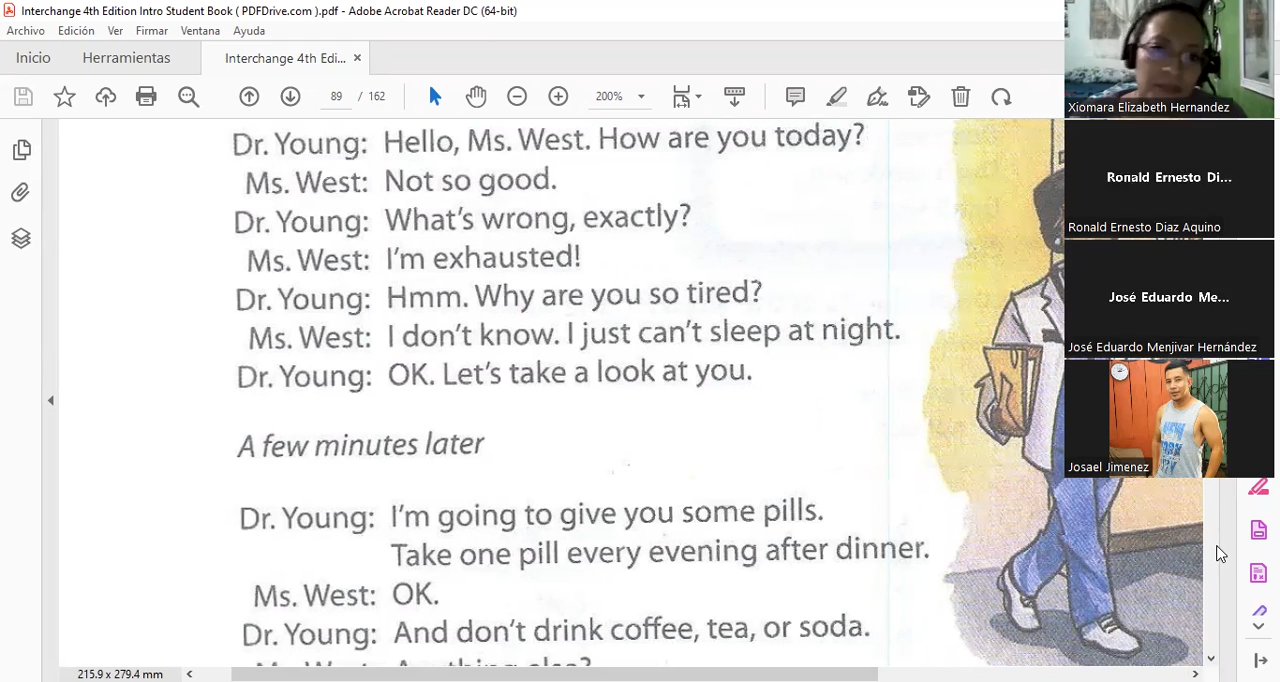 Interchange 4th Edition Intro Student Book ( PDFDrive.com ).pdf - Adobe Acrobat Reader DC (64-bit)
Archivo Edición Ver Firmar Ventana Ayuda
Inicio Herramientas Interchange 4th Edi... ×
89 / 162 200%
Dr. Young: Hello, Ms. West. How are you today?
Ms. West: Not so good.
Dr. Young: What's wrong, exactly?
Ms. West: I'm exhausted!
Dr. Young: Hmm. Why are you so tired?
Ms. West: I don't know. I just can't sleep at night.
Dr. Young: OK. Let's take a look at you.
A few minutes later
Dr. Young: I'm going to give you some pills.
Take one pill every evening after dinner.
Ms. West: OK.
Dr. Young: And don't drink coffee, tea, or soda.
Ms. West: Anything else?
215.9 x 279.4 mm
Xiomara Elizabeth Hernandez
Ronald Ernesto Di...
Ronald Ernesto Diaz Aquino
José Eduardo Me...
José Eduardo Menjivar Hernández
Josael Jimenez